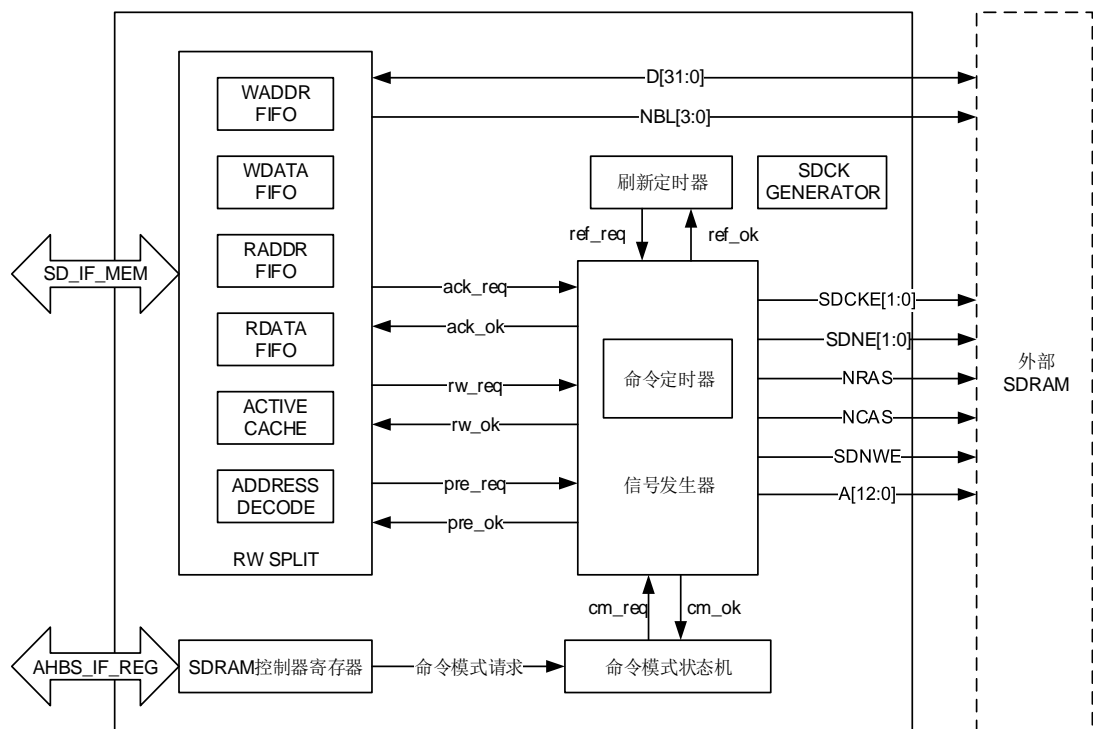 D[31:0]
NBL[3:0]
WADDR
FIFO
WDATA
FIFO
RADDR
FIFO
RDATA
FIFO
ACTIVE
CACHE
ADDRESS
DECODE
RW SPLIT
SD_IF_MEM
刷新定时器
SDCK
GENERATOR
ref_req
ref_ok
ack_req
ack_ok
rw_req
rw_ok
pre_req
pre_ok
命令定时器
信号发生器
SDCKE[1:0]
SDNE[1:0]
NRAS
NCAS
SDNWE
A[12:0]
外部
SDRAM
cm_req
cm_ok
AHBS_IF_REG
SDRAM控制器寄存器
命令模式请求
命令模式状态机